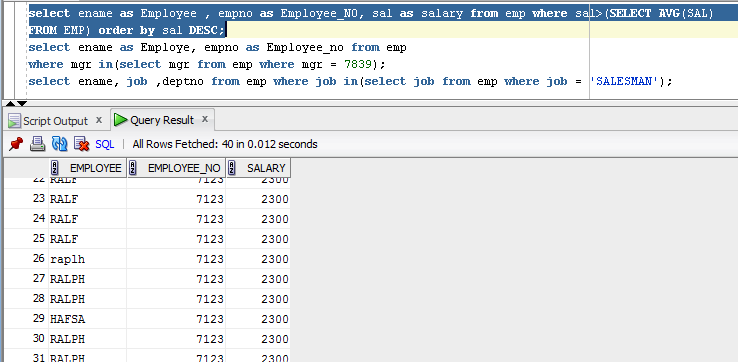 select ename as Employee , empno as Employee_NO, sal as salary from emp where sal>(SELECT AVG(SAL)
FROM EMP) order by sal DESC;
select ename as Employe, empno as Employee_no from emp
where mgr in(select mgr from emp where mgr = 7839);
select ename, job ,deptno from emp where job in(select job from emp where job = 'SALESMAN');
Script Output x Query Result x
SQL | All Rows Fetched: 40 in 0.012 seconds
EMPLOYEE EMPLOYEE_NO SALARY
22 RALF 7123 2300
23 RALF 7123 2300
24 RALF 7123 2300
25 RALF 7123 2300
26 raplh 7123 2300
27 RALPH 7123 2300
28 RALPH 7123 2300
29 HAFSA 7123 2300
30 RALPH 7123 2300
31 RALPH 7123 2300